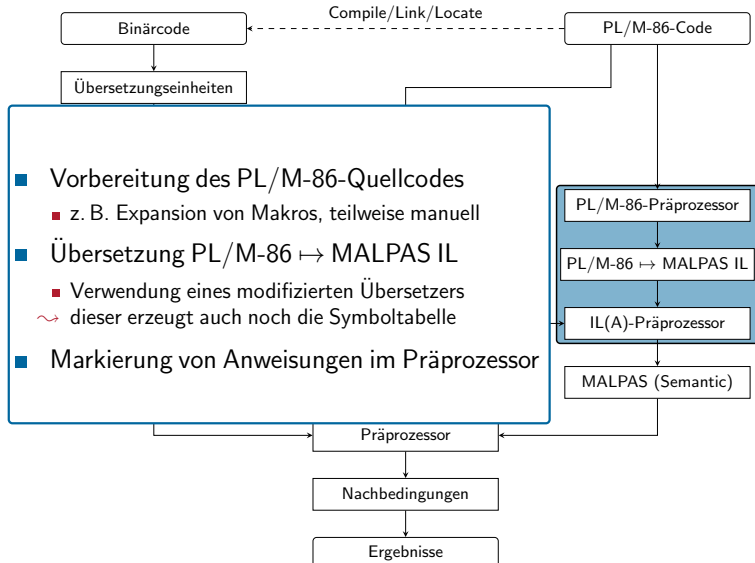 Compile/Link/Locate
Binärcode
PL/M-86-Code
Übersetzungseinheiten
Vorbereitung des PL/M-86-Quellcodes
z. B. Expansion von Makros, teilweise manuell
Übersetzung PL/M-86 ↦ MALPAS IL
Verwendung eines modifizierten Übersetzers
⤳ dieser erzeugt auch noch die Symboltabelle
Markierung von Anweisungen im Präprozessor
PL/M-86-Präprozessor
PL/M-86 ↦ MALPAS IL
IL(A)-Präprozessor
MALPAS (Semantic)
Präprozessor
Nachbedingungen
Ergebnisse